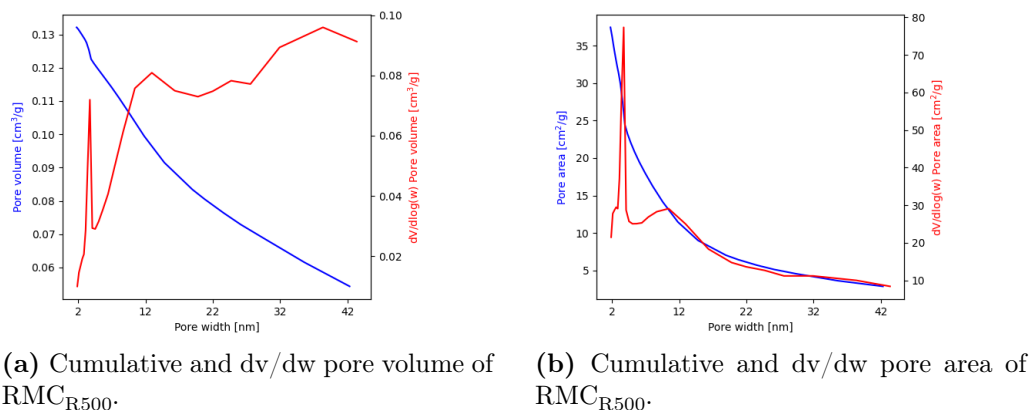 0.13
0.12
0.11
0.10
0.09
0.08
0.07
0.06
Pore volume [cm³/g]
2 12 22 32 42
Pore width [nm]
0.10
0.08
0.06
0.04
0.02
dV/dlog(w) Pore volume [cm³/g]
(a) Cumulative and dv/dw pore volume of
RMC_R500.
35
30
25
20
15
10
5
Pore area [cm²/g]
2 12 22 32 42
Pore width [nm]
80
70
60
50
40
30
20
10
dV/dlog(w) Pore area [cm²/g]
(b) Cumulative and dv/dw pore area of
RMC_R500.